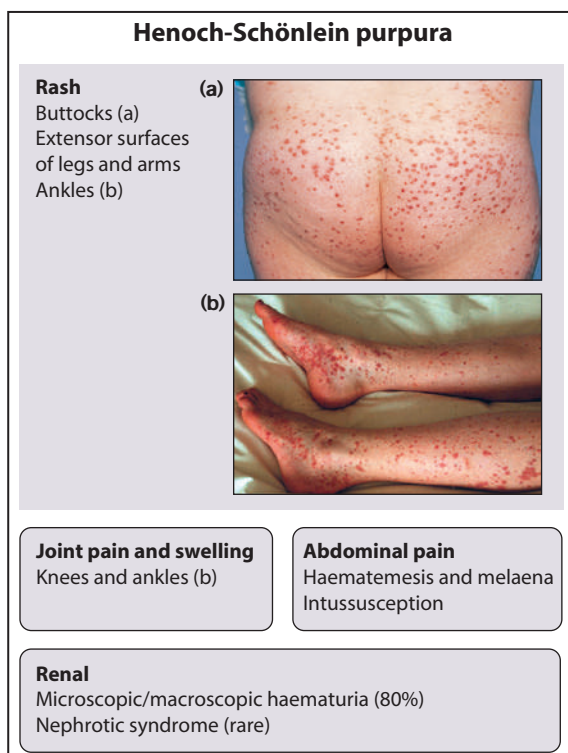 Henoch-Schönlein purpura
Rash
Buttocks (a)
Extensor surfaces
of legs and arms
Ankles (b)
(a)
(b)
Joint pain and swelling
Knees and ankles (b)
Abdominal pain
Haematemesis and melaena
Intussusception
Renal
Microscopic/macroscopic haematuria (80%)
Nephrotic syndrome (rare)